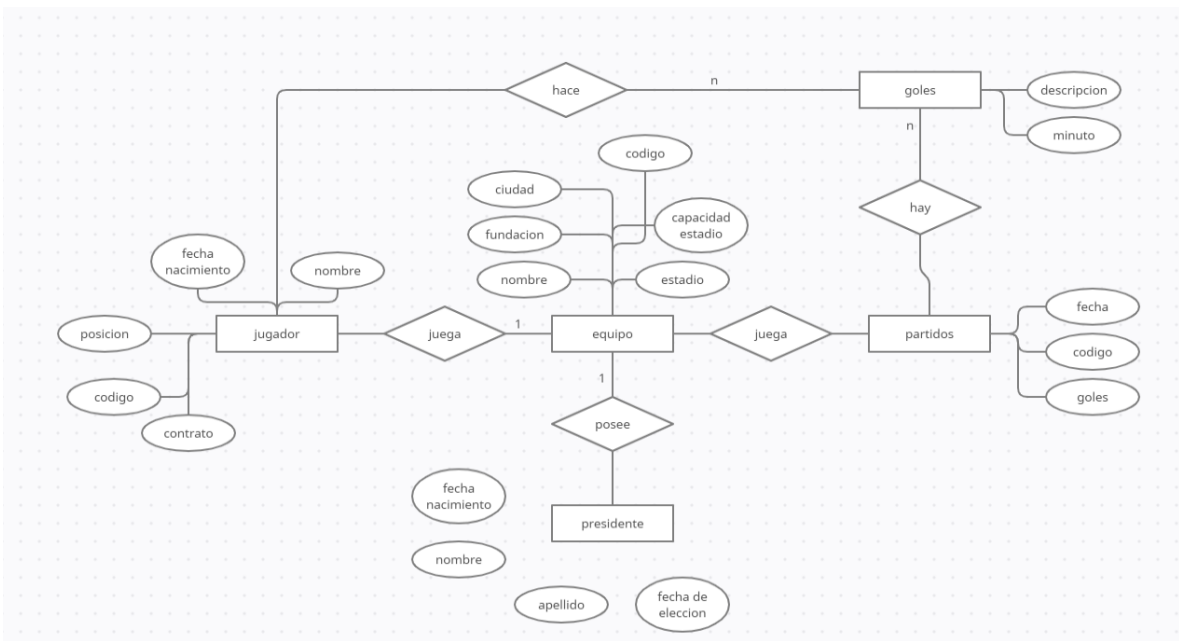 hace
n
goles
descripcion
n
minuto
codigo
ciudad
capacidad
estadio
hay
fundacion
fecha
nacimiento
nombre
nombre
estadio
fecha
posicion
jugador
juega
1
equipo
juega
partidos
codigo
1
codigo
goles
contrato
posee
fecha
nacimiento
presidente
nombre
apellido
fecha de
eleccion